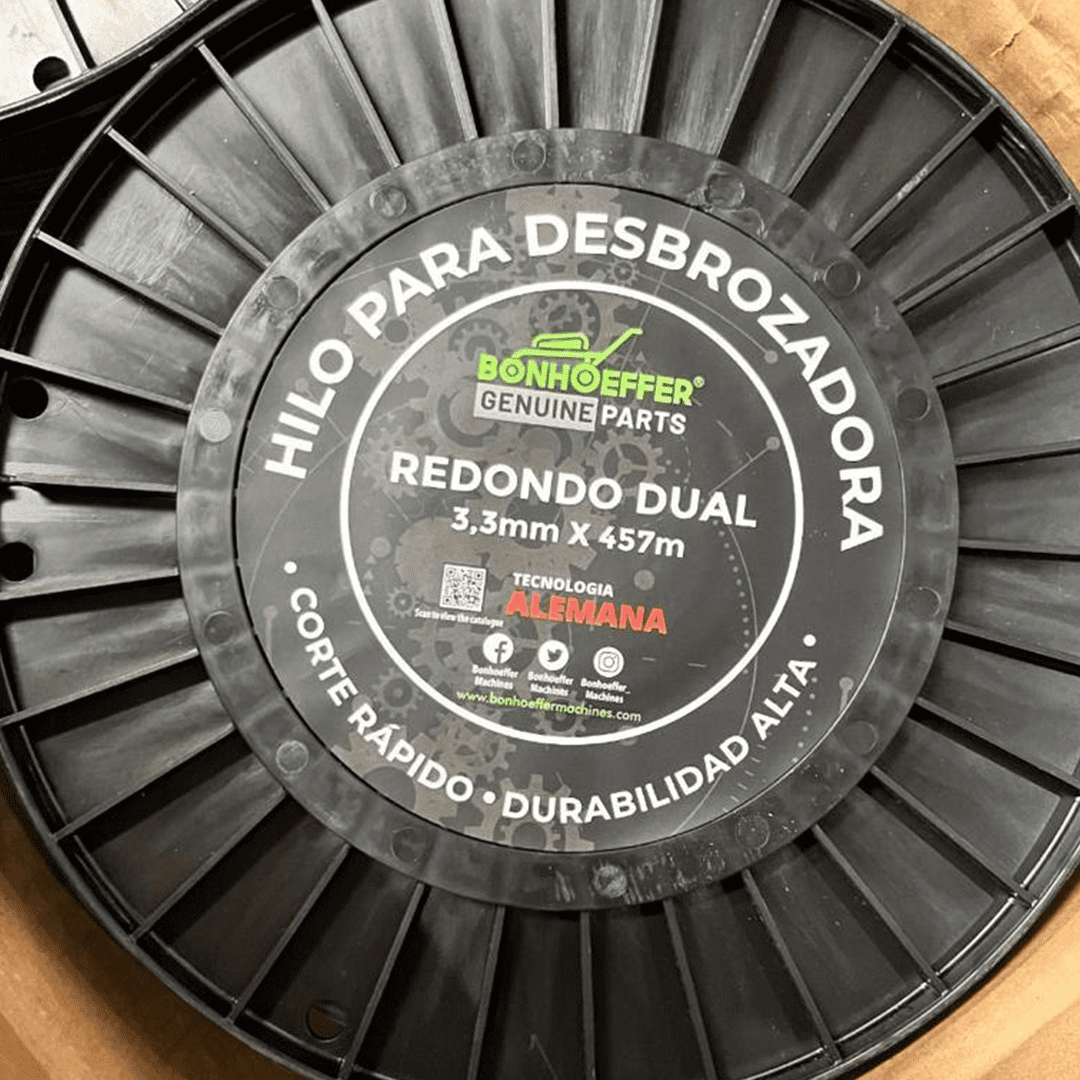 HILO PARA DESBROZADORA
BONHOEFFER®
GENUINE PARTS
REDONDO DUAL
3,3mm X 457m
TECNOLOGIA
ALEMANA
Scan to view the catalogue
Bonhoeffer Machines
Bonhoeffer Machines
Bonhoeffer_ Machines
www.bonhoeffermachines.com
• CORTE RÁPIDO • DURABILIDAD ALTA •